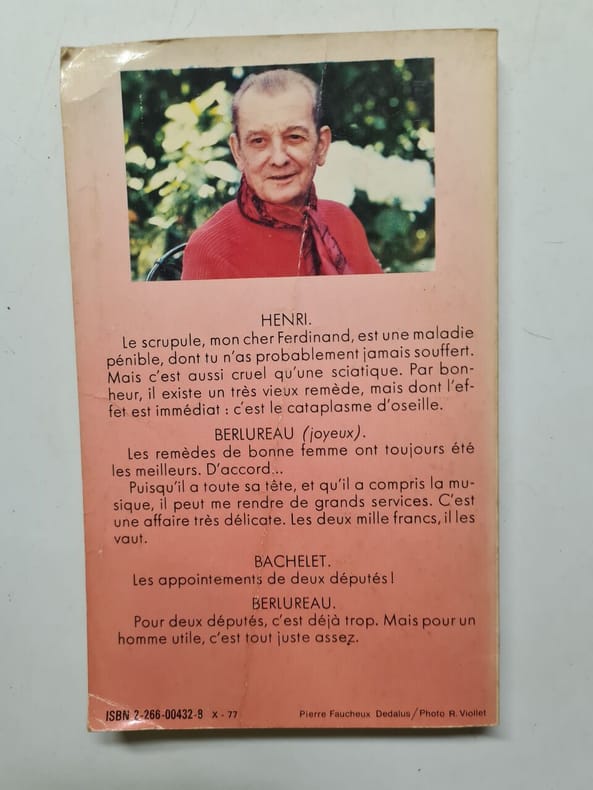 HENRI.
Le scrupule, mon cher Ferdinand, est une maladie
pénible, dont tu n'as probablement jamais souffert.
Mais c'est aussi cruel qu'une sciatique. Par bon-
heur, il existe un très vieux remède, mais dont l'ef-
fet est immédiat : c'est le cataplasme d'oseille.
BERLUREAU (joyeux).
Les remèdes de bonne femme ont toujours été
les meilleurs. D'accord...
Puisqu'il a toute sa tête, et qu'il a compris la mu-
sique, il peut me rendre de grands services. C'est
une affaire très délicate. Les deux mille francs, il les
vaut.
BACHELET.
Les appointements de deux députés!
BERLUREAU.
Pour deux députés, c'est déjà trop. Mais pour un
homme utile, c'est tout juste assez.
ISBN 2-266-00432-8 X - 77 Pierre Faucheux Dedalus/Photo R. Viollet